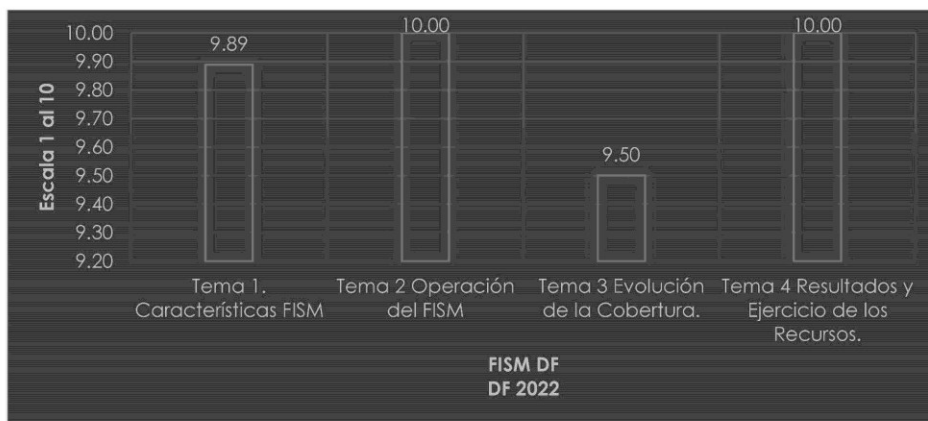 10.00
9.90
9.80
9.70
9.60
9.50
9.40
9.30
9.20
Escala 1 al 10
9.89
10.00
9.50
10.00
Tema 1.
Características FISM
Tema 2 Operación
del FISM
Tema 3 Evolución
de la Cobertura.
Tema 4 Resultados y
Ejercicio de los
Recursos.
FISM DF
DF 2022